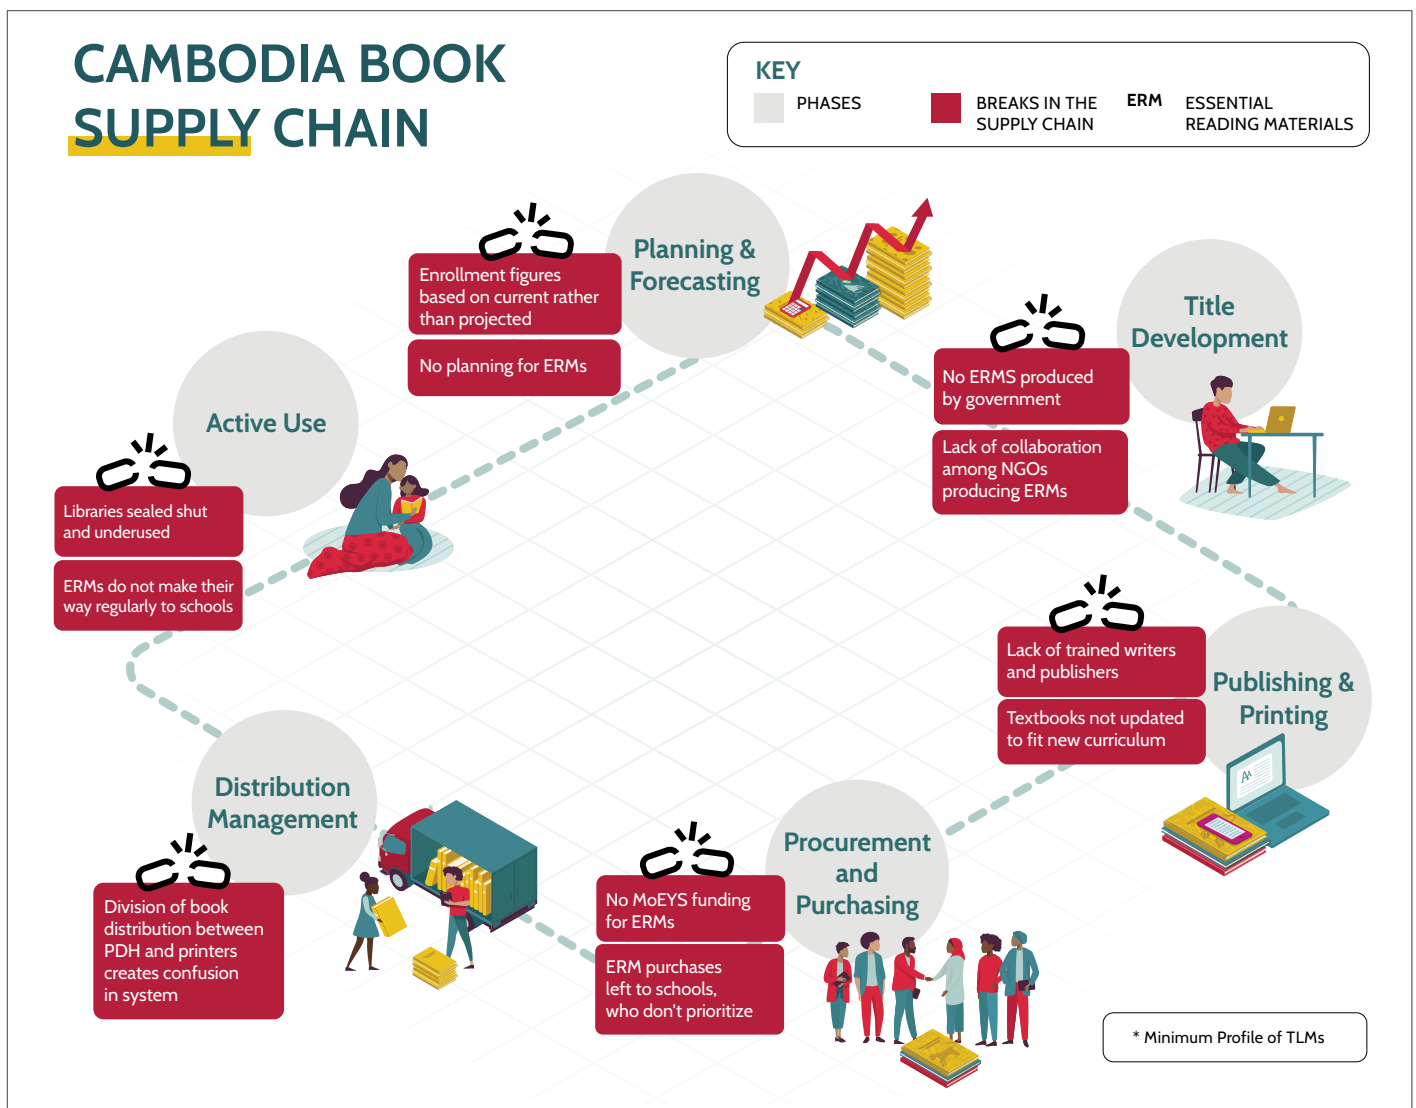 CAMBODIA BOOK
SUPPLY CHAIN
KEY
PHASES
BREAKS IN THE
SUPPLY CHAIN
ERM
ESSENTIAL
READING MATERIALS
Planning &
Forecasting
Enrollment figures
based on current rather
than projected
No planning for ERMs
Title
Development
No ERMS produced
by government
Lack of collaboration
among NGOs
producing ERMs
Publishing &
Printing
Lack of trained writers
and publishers
Textbooks not updated
to fit new curriculum
AA
Procurement
and
Purchasing
No MoEYS funding
for ERMs
ERM purchases
left to schools,
who don't prioritize
Distribution
Management
Division of book
distribution between
PDH and printers
creates confusion
in system
Active Use
Libraries sealed shut
and underused
ERMs do not make their
way regularly to schools
* Minimum Profile of TLMs